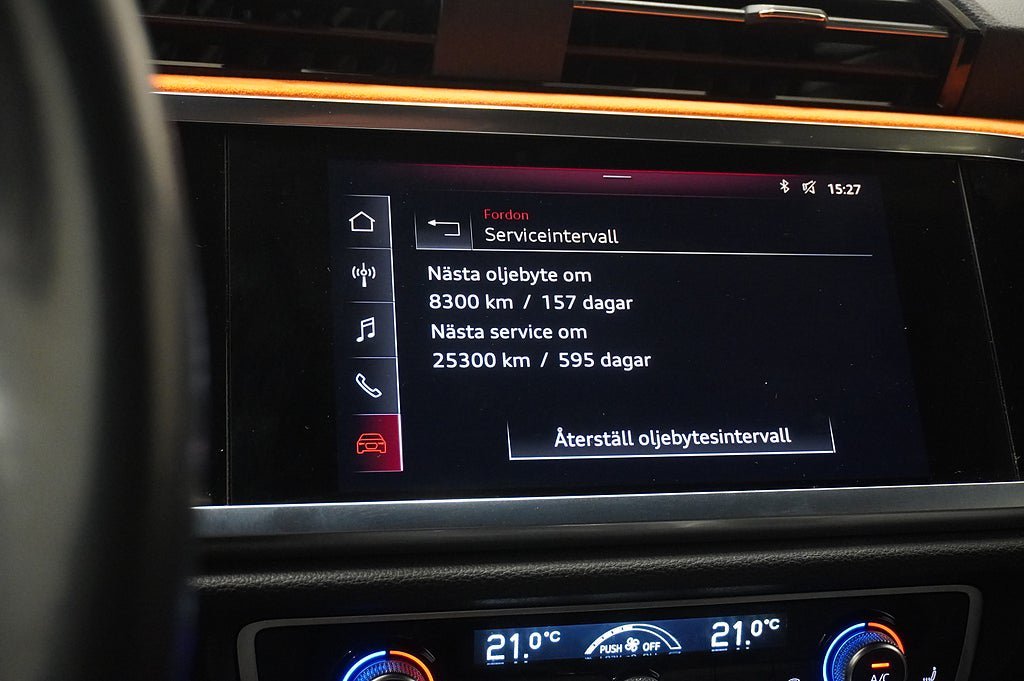 15:27
Fordon
Serviceintervall
Nästa oljebyte om
8300 km / 157 dagar
Nästa service om
25300 km / 595 dagar
Återställ oljebytesintervall
21.0°C PUSH OFF 21.0°C
A/C